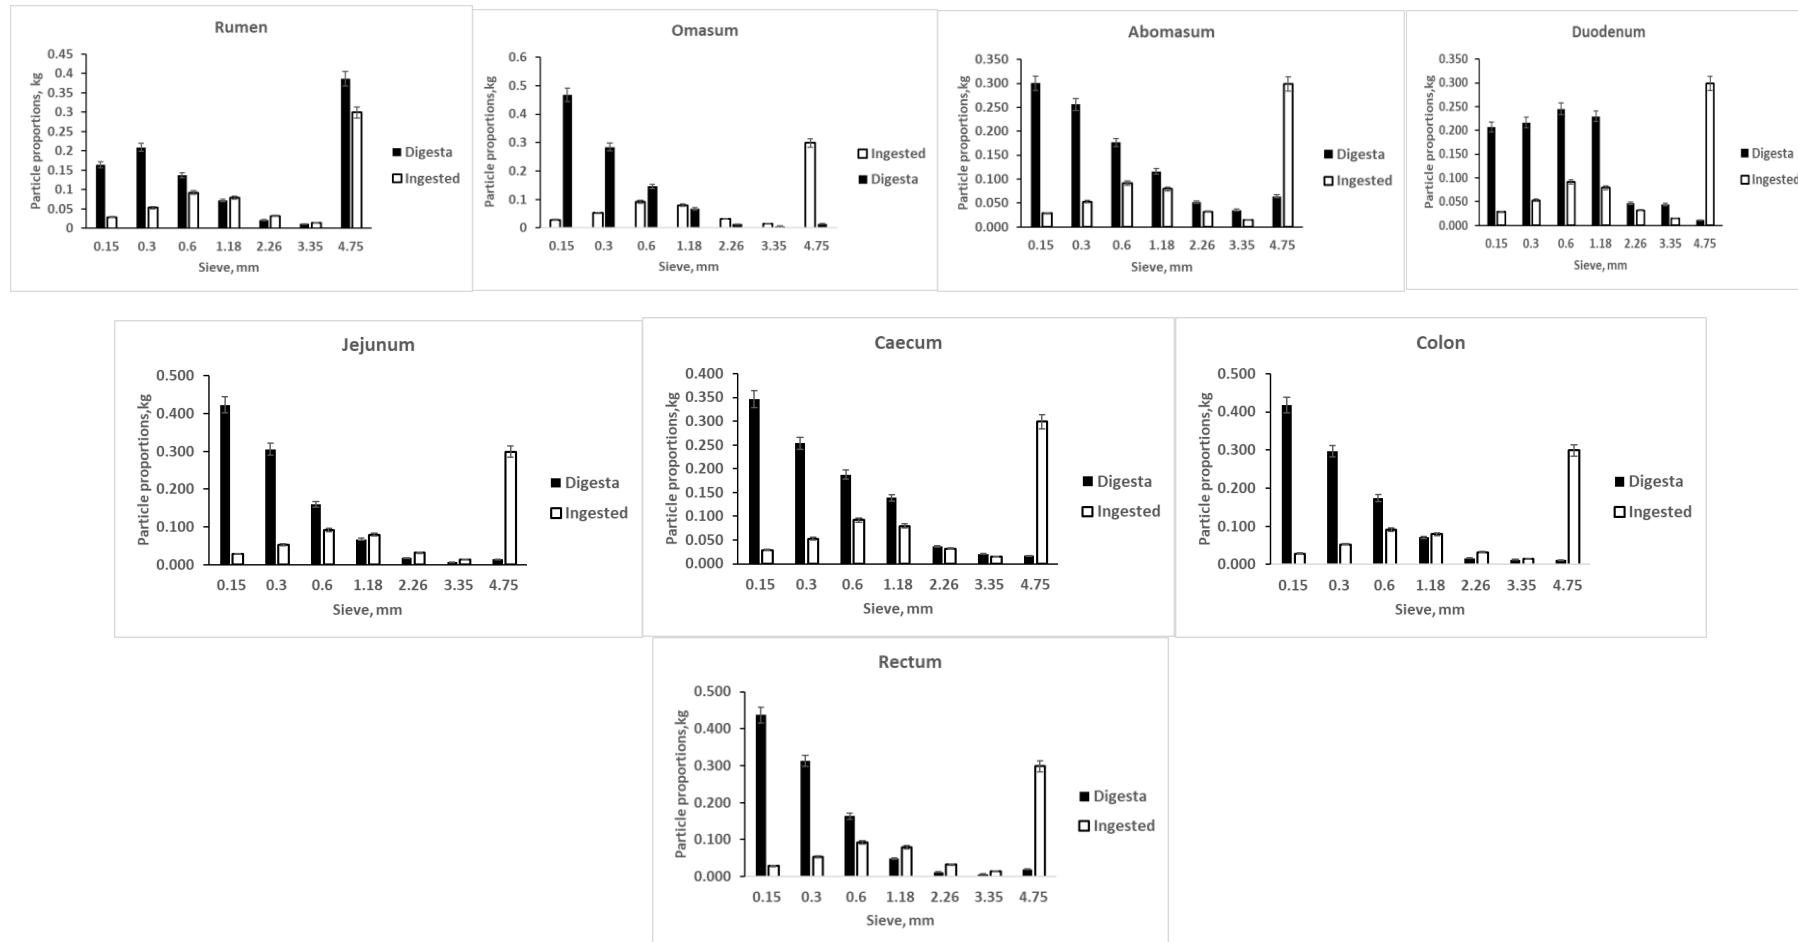 Rumen
Particle proportions, kg
0.45
0.4
0.35
0.3
0.25
0.2
0.15
0.1
0.05
0
0.15 0.3 0.6 1.18 2.26 3.35 4.75
Sieve, mm
Digesta
Ingested
Omasum
Particle proportions,kg
0.6
0.5
0.4
0.3
0.2
0.1
0
0.15 0.3 0.6 1.18 2.26 3.35 4.75
Sieve, mm
Ingested
Digesta
Abomasum
Particle proportions,kg
0.350
0.300
0.250
0.200
0.150
0.100
0.050
0.000
0.15 0.3 0.6 1.18 2.26 3.35 4.75
Sieve, mm
Digesta
Ingested
Duodenum
Particle proportions,kg
0.350
0.300
0.250
0.200
0.150
0.100
0.050
0.000
0.15 0.3 0.6 1.18 2.26 3.35 4.75
Sieve, mm
Digesta
Ingested
Jejunum
Particle proportions,kg
0.500
0.400
0.300
0.200
0.100
0.000
0.15 0.3 0.6 1.18 2.26 3.35 4.75
Sieve, mm
Digesta
Ingested
Caecum
Particle proportions,kg
0.400
0.350
0.300
0.250
0.200
0.150
0.100
0.050
0.000
0.15 0.3 0.6 1.18 2.26 3.35 4.75
Sieve, mm
Digesta
Ingested
Colon
Particle proportions,kg
0.500
0.400
0.300
0.200
0.100
0.000
0.15 0.3 0.6 1.18 2.26 3.35 4.75
Sieve, mm
Digesta
Ingested
Rectum
Particle proportions,kg
0.500
0.400
0.300
0.200
0.100
0.000
0.15 0.3 0.6 1.18 2.26 3.35 4.75
Sieve, mm
Digesta
Ingested